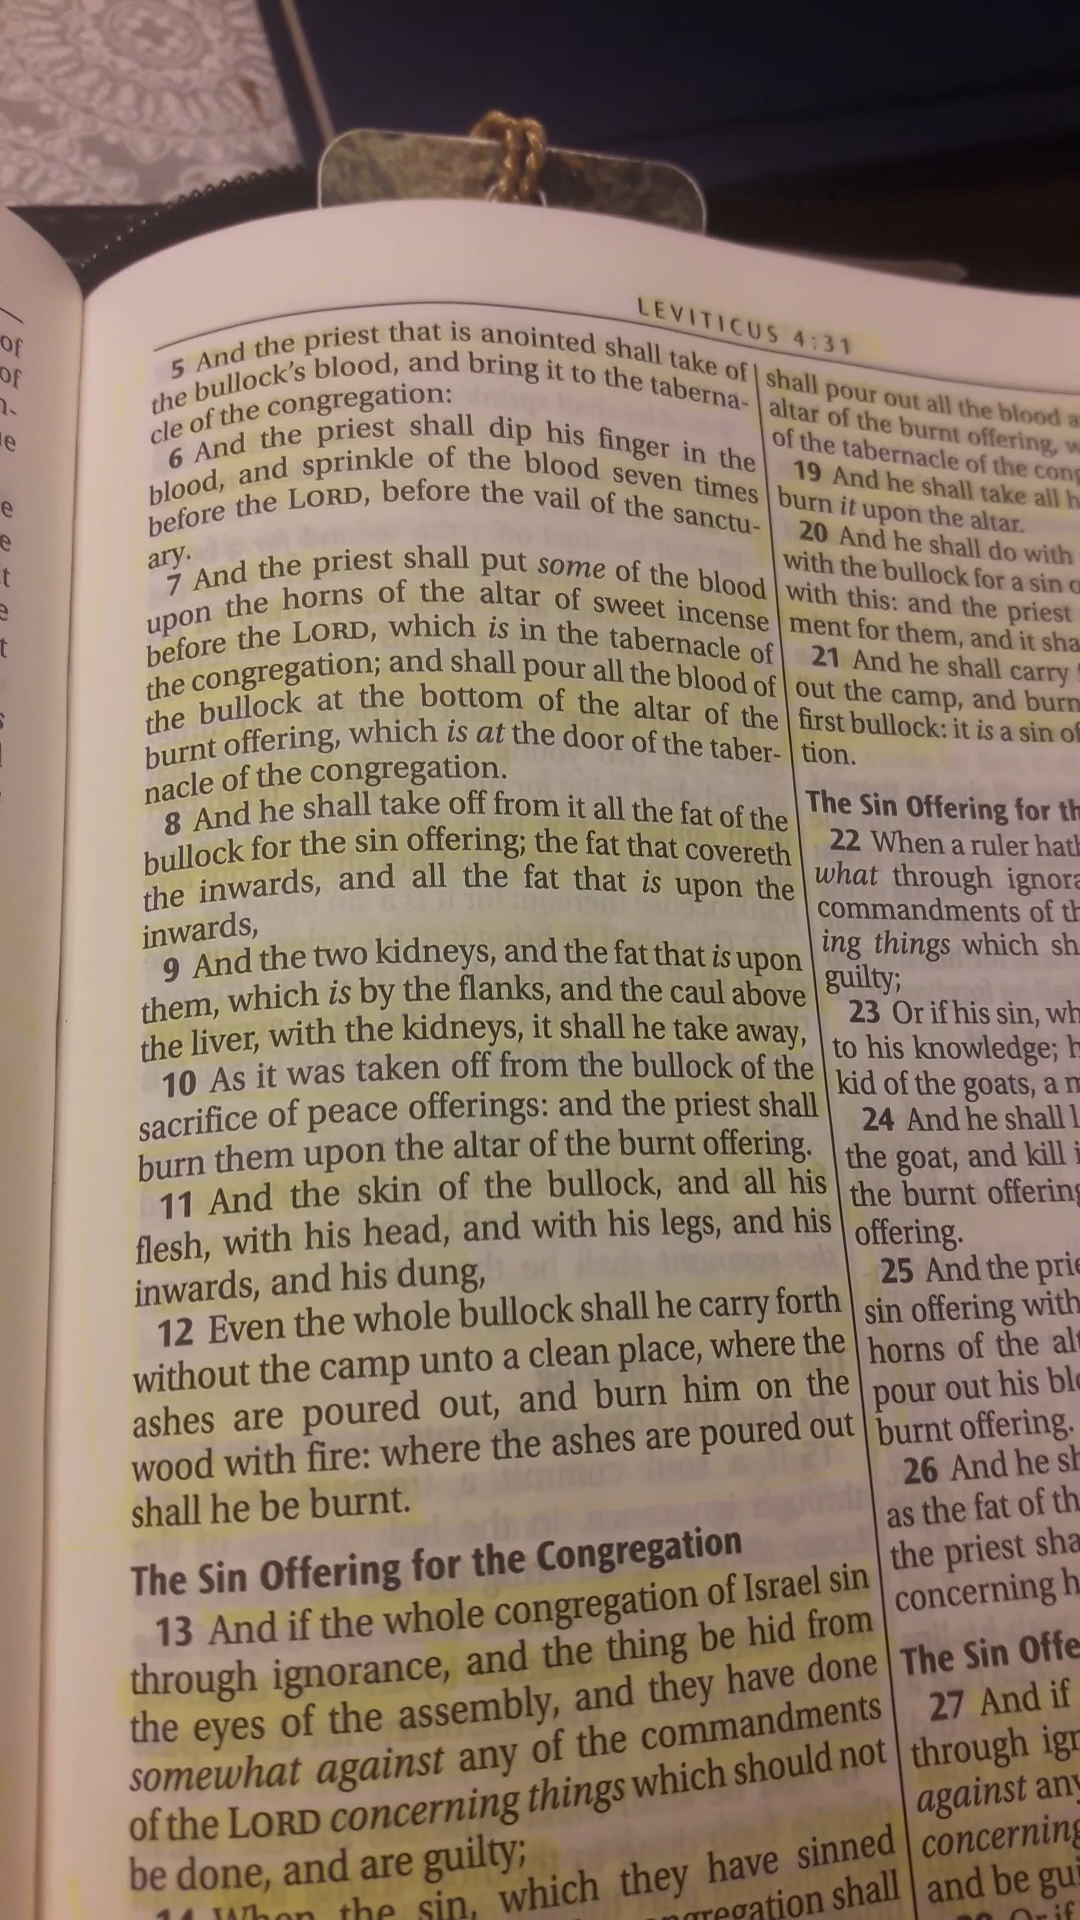 LEVITICUS 4:31
of
of
5 And the priest that is anointed shall take of
the bullock's blood, and bring it to the taberna-
cle of the congregation:
6 And the priest shall dip his finger in the
blood, and sprinkle of the blood seven times
before the LORD, before the vail of the sanctu-
ary.
7 And the priest shall put some of the blood
upon the horns of the altar of sweet incense
before the LORD, which is in the tabernacle of
the congregation; and shall pour all the blood of
the bullock at the bottom of the altar of the
burnt offering, which is at the door of the taber-
nacle of the congregation.
8 And he shall take off from it all the fat of the
bullock for the sin offering; the fat that covereth
the inwards, and all the fat that is upon the
inwards,
9 And the two kidneys, and the fat that is upon
them, which is by the flanks, and the caul above
the liver, with the kidneys, it shall he take away,
10 As it was taken off from the bullock of the
sacrifice of peace offerings: and the priest shall
burn them upon the altar of the burnt offering.
11 And the skin of the bullock, and all his
flesh, with his head, and with his legs, and his
inwards, and his dung,
12 Even the whole bullock shall he carry forth
without the camp unto a clean place, where the
ashes are poured out, and burn him on the
wood with fire: where the ashes are poured out
shall he be burnt.
The Sin Offering for the Congregation
13 And if the whole congregation of Israel sin
through ignorance, and the thing be hid from
the eyes of the assembly, and they have done
somewhat against any of the commandments
of the LORD concerning things which should not
be done, and are guilty;
14 When the sin, which they have sinned
shall
shall pour out all the blood
altar of the burnt offering,
of the tabernacle of the
19 And he shall take all
burn it upon the altar.
20 And he shall do with
with the bullock for a sin
with this: and the priest
ment for them, and it
21 And he shall carry
out the camp, and burn
first bullock: it is a sin
tion.
The Sin Offering for
22 When a ruler
what through
commandments of
ing things which
guilty;
23 Or if his sin,
to his knowledge;
kid of the goats, a
24 And he shall
the goat, and kill
the burnt
offering.
25 And the
sin offering with
horns of the
pour out his
burnt offering.
26 And he
as the fat of
the priest
concerning
The Sin
27 And if
through
against any
concerning
and be
Or if